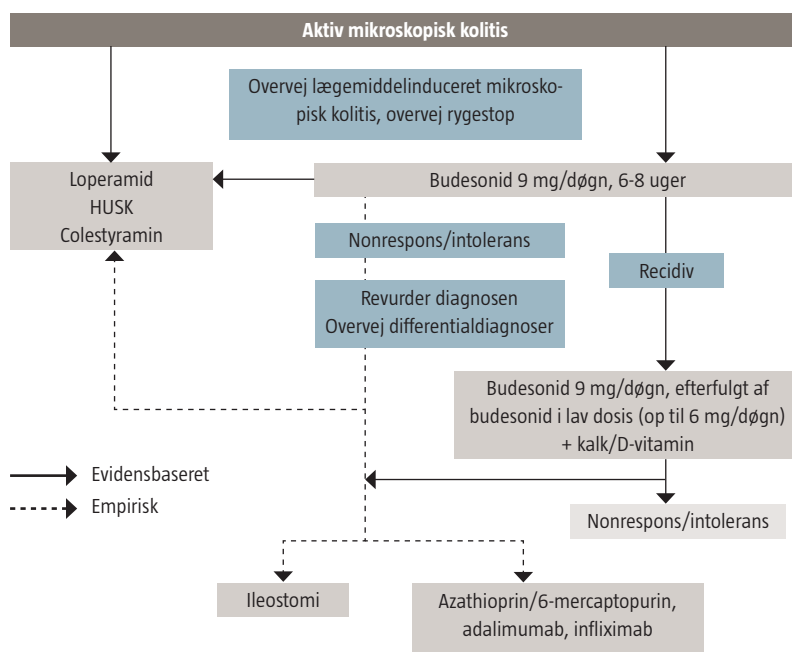 Aktiv mikroskopisk kolitis
Overvej lægemiddelinduceret mikrosko-
pisk kolitis, overvej rygestop
Loperamid
HUSK
Colestyramin
Budesonid 9 mg/døgn, 6-8 uger
Nonrespons/intolerans
Recidiv
Revurder diagnosen
Overvej differentialdiagnoser
Budesonid 9 mg/døgn, efterfulgt af
budesonid i lav dosis (op til 6 mg/døgn)
+ kalk/D-vitamin
Evidensbaseret
Empirisk
Nonrespons/intolerans
Ileostomi
Azathioprin/6-mercaptopurin,
adalimumab, infliximab